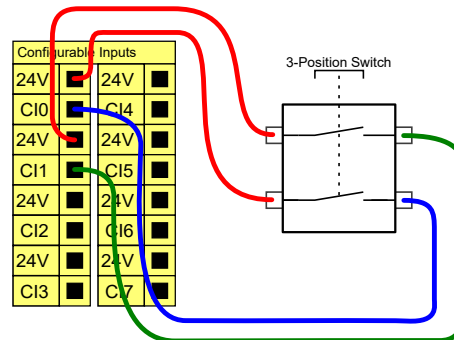 Configurable Inputs
3-Position Switch
24V 24V
CI0 CI4
24V 24V
CI1 CI5
24V 24V
CI2 CI6
24V 24V
CI3 CI7